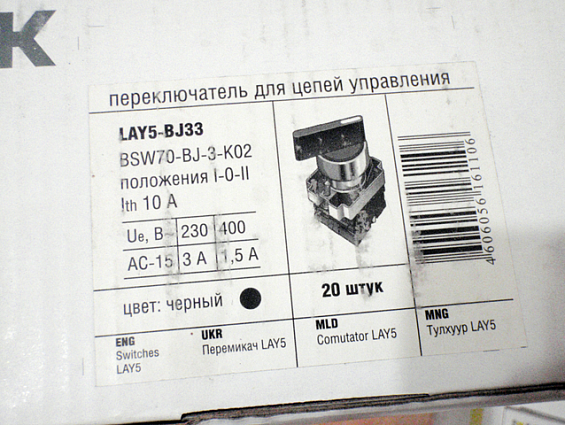 K
переключатель для цепей управления
LAY5-BJ33
BSW70-BJ-3-K02
положения I-0-II
Ith 10 A
Ue, В~ 230 400
AC-15 3 A 1,5 A
цвет: черный
20 штук
4606056161106
ENG
Switches
LAY5
UKR
Перемикач LAY5
MLD
Comutator LAY5
MNG
Тулхуур LAY5